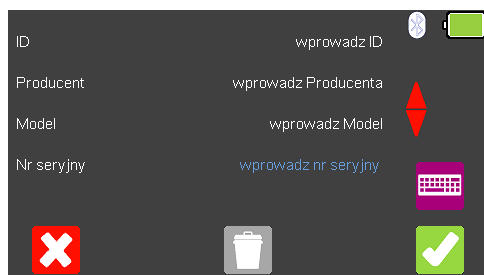 ID wprowadz ID
Producent wprowadz Producenta
Model wprowadz Model
Nr seryjny wprowadz nr seryjny